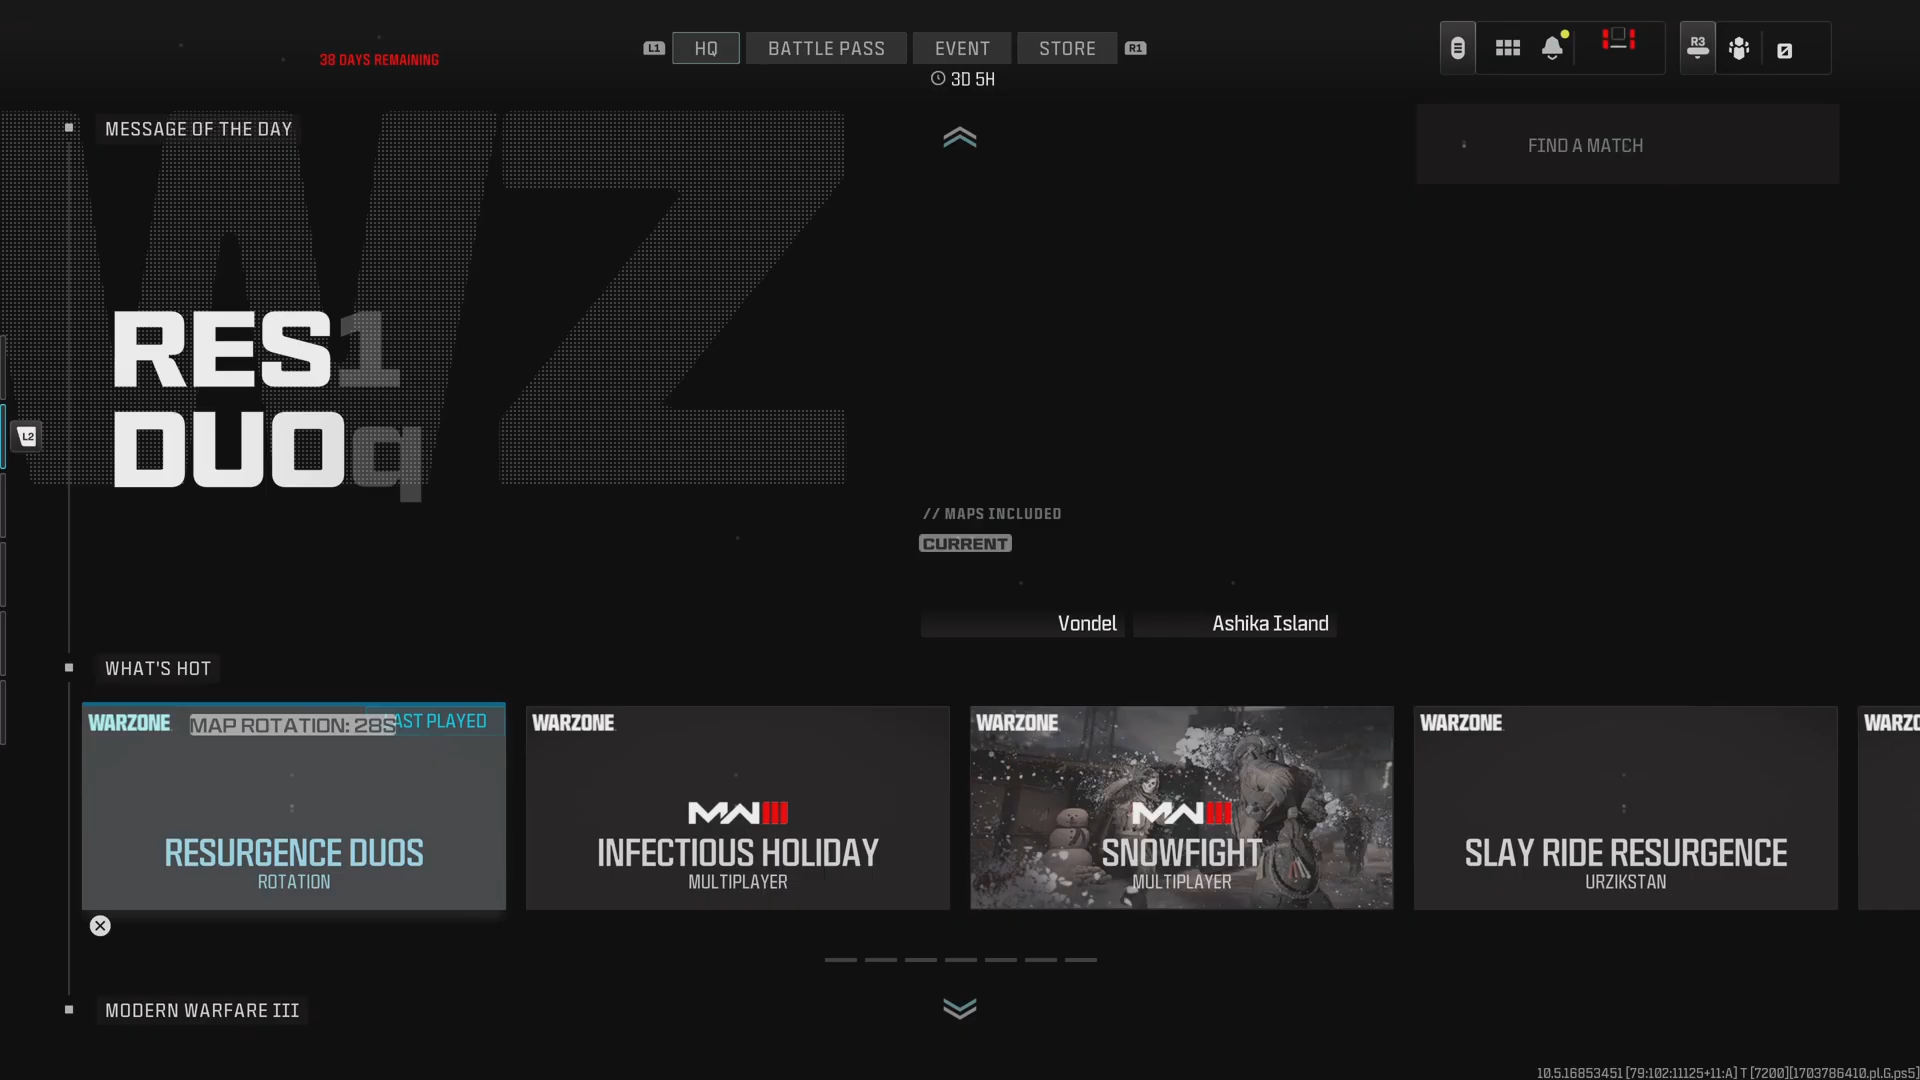 38 DAYS REMAINING
L1 HQ BATTLE PASS EVENT STORE R1
3D 5H
R3
MESSAGE OF THE DAY
FIND A MATCH
WZ
RES1
DUOq
L2
// MAPS INCLUDED
CURRENT
Vondel
Ashika Island
WHAT'S HOT
WARZONE MAP ROTATION: 28S AST PLAYED
RESURGENCE DUOS
ROTATION
WARZONE
MWIII
INFECTIOUS HOLIDAY
MULTIPLAYER
WARZONE
MWIII
SNOWFIGHT
MULTIPLAYER
WARZONE
SLAY RIDE RESURGENCE
URZIKSTAN
WARZO
MODERN WARFARE III
10.5.16853451 [79:102:11125+11:A] T [7200][1703786410.pl.G.ps5]